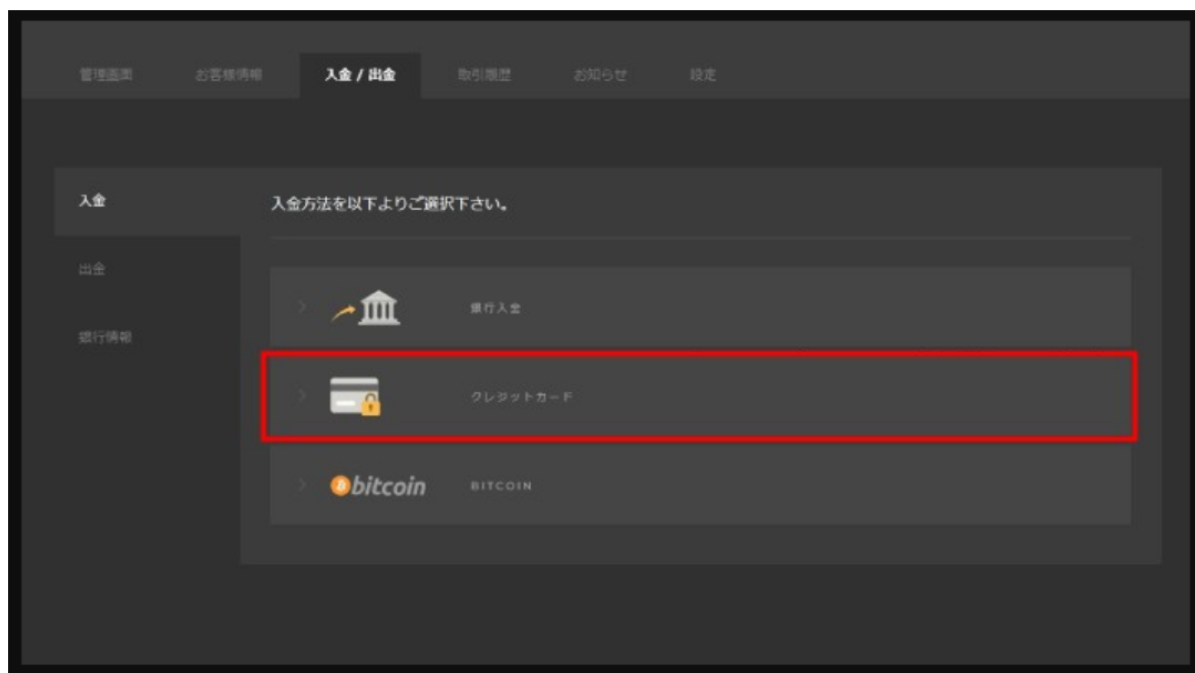 管理画面 お客様情報 入金 / 出金 取引履歴 お知らせ 設定
入金
入金方法を以下よりご選択下さい。
出金
銀行情報
銀行入金
クレジットカード
bitcoin BITCOIN